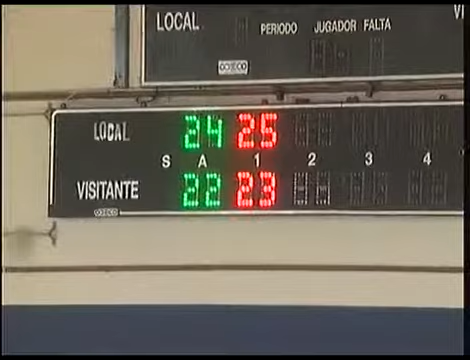 LOCAL PERIODO JUGADOR FALTA V
LOCAL 24 25
S A 1 2 3 4
VISITANTE 22 23